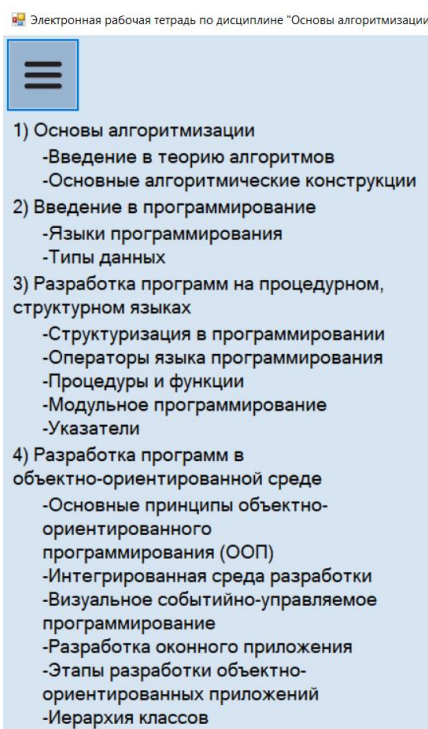 Электронная рабочая тетрадь по дисциплине "Основы алгоритмизации
1) Основы алгоритмизации
-Введение в теорию алгоритмов
-Основные алгоритмические конструкции
2) Введение в программирование
-Языки программирования
-Типы данных
3) Разработка программ на процедурном,
структурном языках
-Структуризация в программировании
-Операторы языка программирования
-Процедуры и функции
-Модульное программирование
-Указатели
4) Разработка программ в
объектно-ориентированной среде
-Основные принципы объектно-
ориентированного
программирования (ООП)
-Интегрированная среда разработки
-Визуальное событийно-управляемое
программирование
-Разработка оконного приложения
-Этапы разработки объектно-
ориентированных приложений
-Иерархия классов